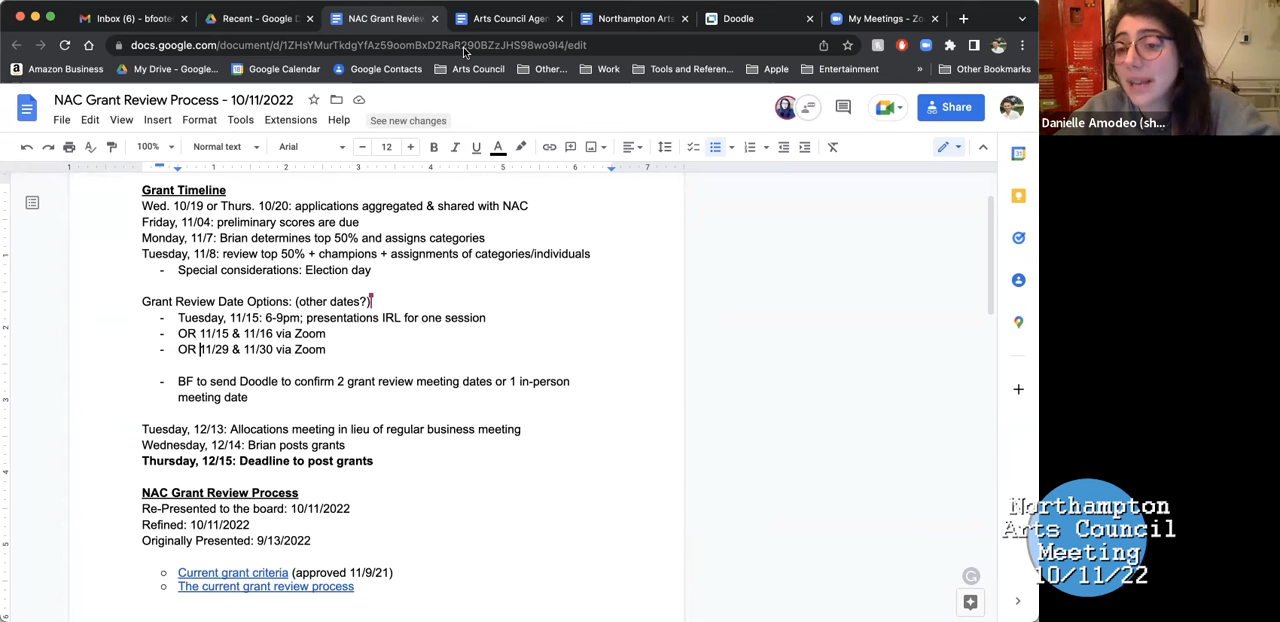 Inbox (6) - bfoote
Recent - Google D
NAC Grant Review
Arts Council Agen
Northampton Arts
Doodle
My Meetings - Zo
docs.google.com/document/d/1ZHsYMurTkdgYfAz59oomBxD2RaR290BZzJHS98wo9I4/edit
Amazon Business
My Drive - Google...
Google Calendar
Google Contacts
Arts Council
Other...
Work
Tools and Referen...
Apple
Entertainment
»
Other Bookmarks
NAC Grant Review Process - 10/11/2022
File Edit View Insert Format Tools Extensions Help
See new changes
Share
100% Normal text Arial 12
Grant Timeline
Wed. 10/19 or Thurs. 10/20: applications aggregated & shared with NAC
Friday, 11/04: preliminary scores are due
Monday, 11/7: Brian determines top 50% and assigns categories
Tuesday, 11/8: review top 50% + champions + assignments of categories/individuals
- Special considerations: Election day
Grant Review Date Options: (other dates?)
- Tuesday, 11/15: 6-9pm; presentations IRL for one session
- OR 11/15 & 11/16 via Zoom
- OR 11/29 & 11/30 via Zoom
- BF to send Doodle to confirm 2 grant review meeting dates or 1 in-person
meeting date
Tuesday, 12/13: Allocations meeting in lieu of regular business meeting
Wednesday, 12/14: Brian posts grants
Thursday, 12/15: Deadline to post grants
NAC Grant Review Process
Re-Presented to the board: 10/11/2022
Refined: 10/11/2022
Originally Presented: 9/13/2022
Current grant criteria (approved 11/9/21)
The current grant review process
Danielle Amodeo (sh...
Northampton
Arts Council
Meeting
10/11/22